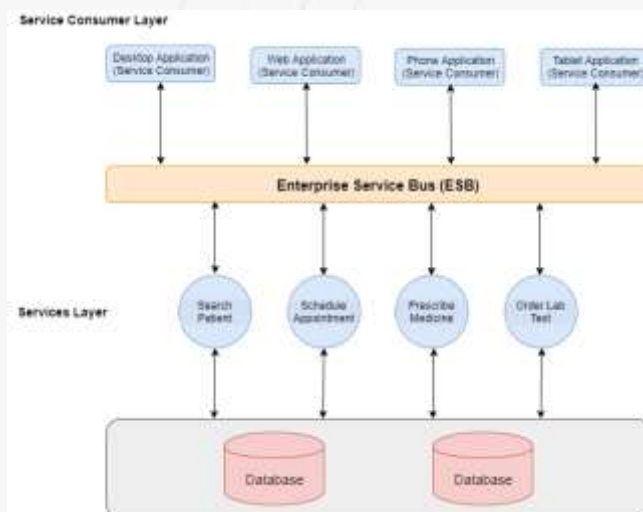 Service Consumer Layer
Desktop Application
(Service Consumer)
Web Application
(Service Consumer)
Phone Application
(Service Consumer)
Tablet Application
(Service Consumer)
Enterprise Service Bus (ESB)
Services Layer
Search
Patient
Schedule
Appointment
Prescribe
Medicine
Order Lab
Test
Database
Database